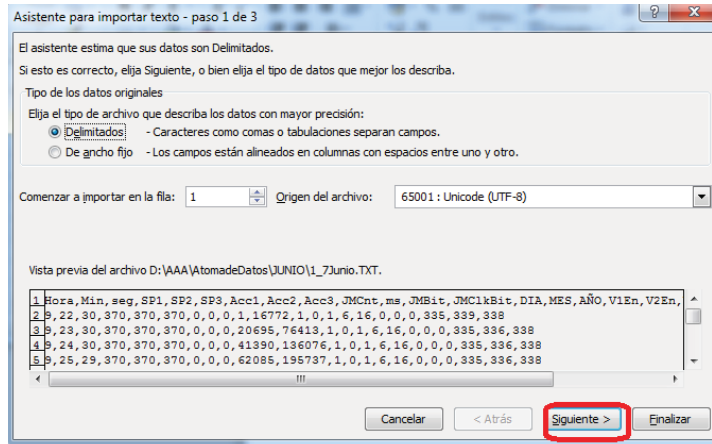 Asistente para importar texto - paso 1 de 3
El asistente estima que sus datos son Delimitados.
Si esto es correcto, elija Siguiente, o bien elija el tipo de datos que mejor los describa.
Tipo de los datos originales
Elija el tipo de archivo que describa los datos con mayor precisión:
Delimitados - Caracteres como comas o tabulaciones separan campos.
De ancho fijo - Los campos están alineados en columnas con espacios entre uno y otro.
Comenzar a importar en la fila: 1 Origen del archivo: 65001 : Unicode (UTF-8)
Vista previa del archivo D:\AAA\AtomadeDatos\JUNIO\1_7Junio.TXT.
1 Hora,Min,seg,SP1,SP2,SP3,Acc1,Acc2,Acc3,JMCnt,ms,JMBit,JMClkBit,DIA,MES,AÑO,V1En,V2En,
2 9,22,30,370,370,370,0,0,0,1,16772,1,0,1,6,16,0,0,0,335,339,338
3 9,23,30,370,370,370,0,0,0,20695,76413,1,0,1,6,16,0,0,0,335,336,338
4 9,24,30,370,370,370,0,0,0,41390,136076,1,0,1,6,16,0,0,0,335,336,338
5 9,25,29,370,370,370,0,0,0,62085,195737,1,0,1,6,16,0,0,0,335,336,338
Cancelar < Atrás Siguiente > Finalizar